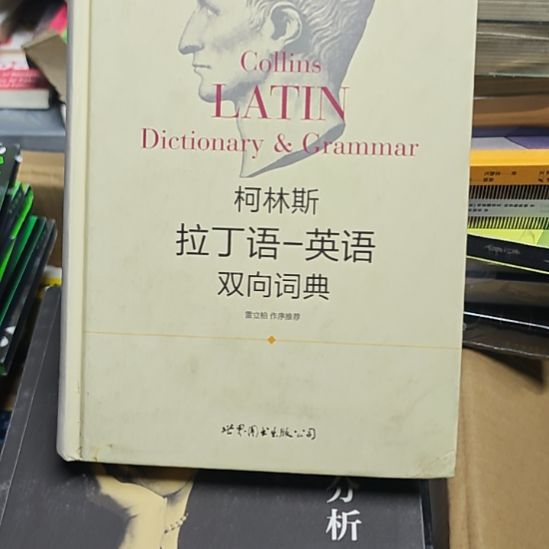 Collins
LATIN
Dictionary & Grammar
柯林斯
拉丁语-英语
双向词典
雷立柏 作序推荐
世界图书出版公司
分析